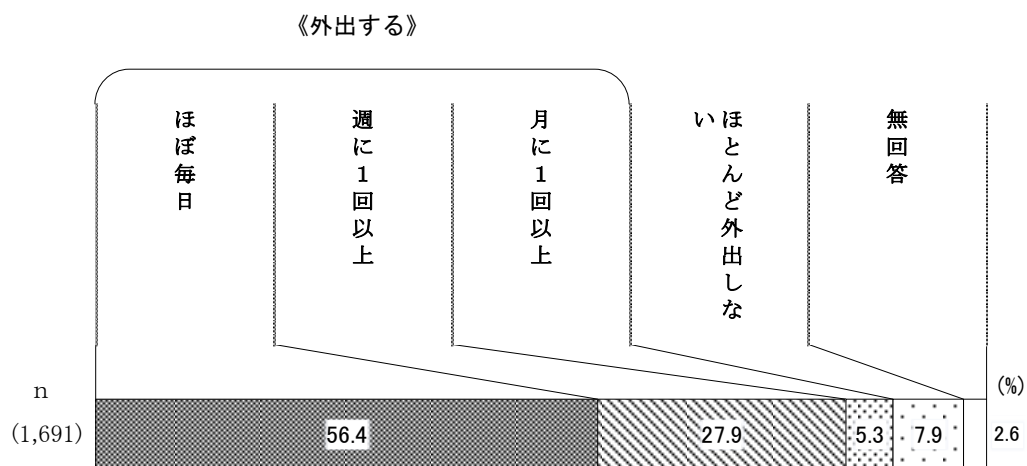 《外出する》
ほぼ毎日
週に1回以上
月に1回以上
ほとんど外出しな
い
無回答
(%)
n
(1,691)
56.4
27.9
5.3
7.9
2.6